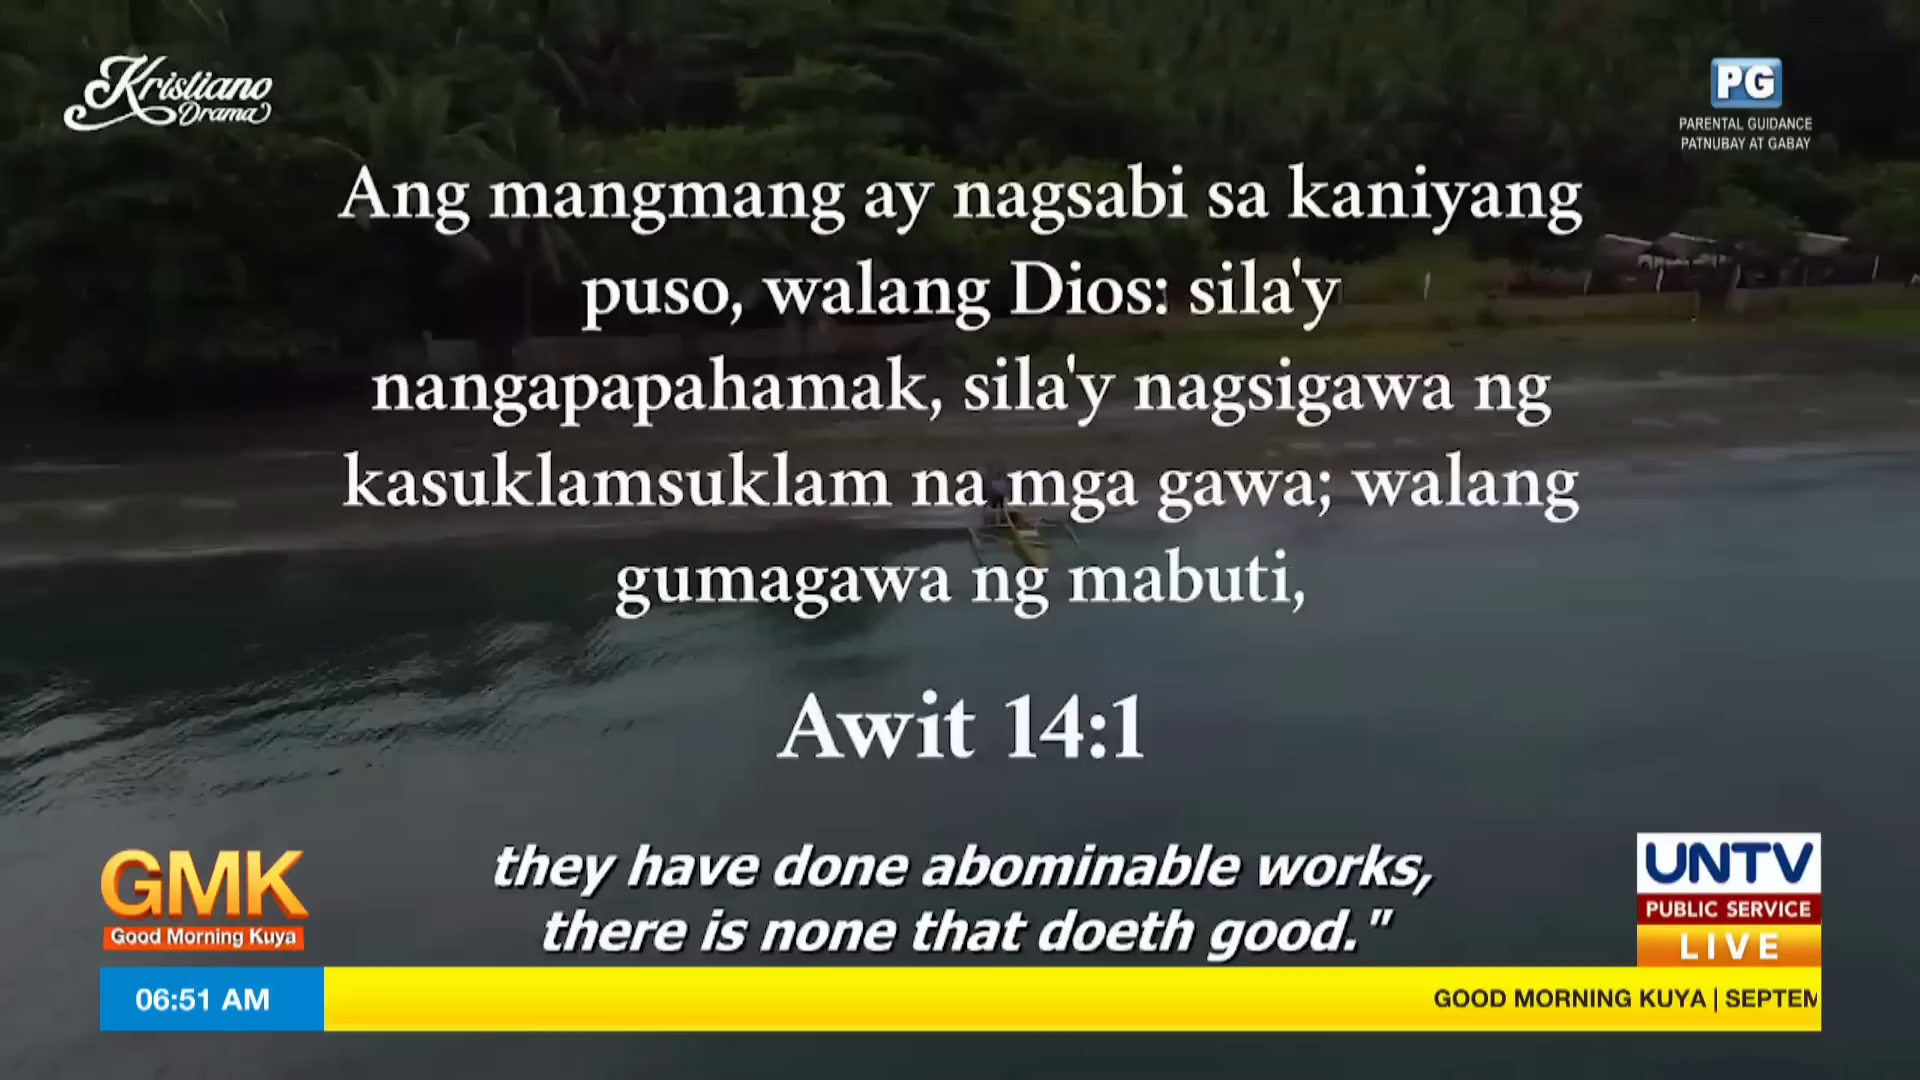 Kristiano
Drama
PG
PARENTAL GUIDANCE
PATNUBAY AT GABAY
Ang mangmang ay nagsabi sa kaniyang
puso, walang Dios: sila'y
nangapapahamak, sila'y nagsigawa ng
kasuklamsuklam na mga gawa; walang
gumagawa ng mabuti,
Awit 14:1
they have done abominable works,
there is none that doeth good."
GMK
Good Morning Kuya
UNTV
PUBLIC SERVICE
LIVE
06:51 AM
GOOD MORNING KUYA | SEPTEM